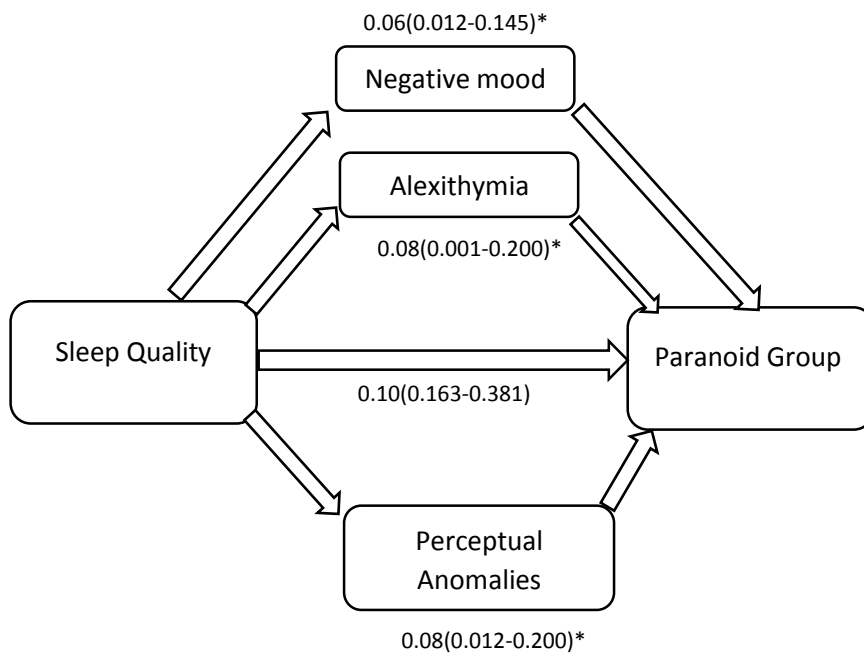 0.06(0.012-0.145)*
Negative mood
Alexithymia
0.08(0.001-0.200)*
Sleep Quality
Paranoid Group
0.10(0.163-0.381)
Perceptual
Anomalies
0.08(0.012-0.200)*